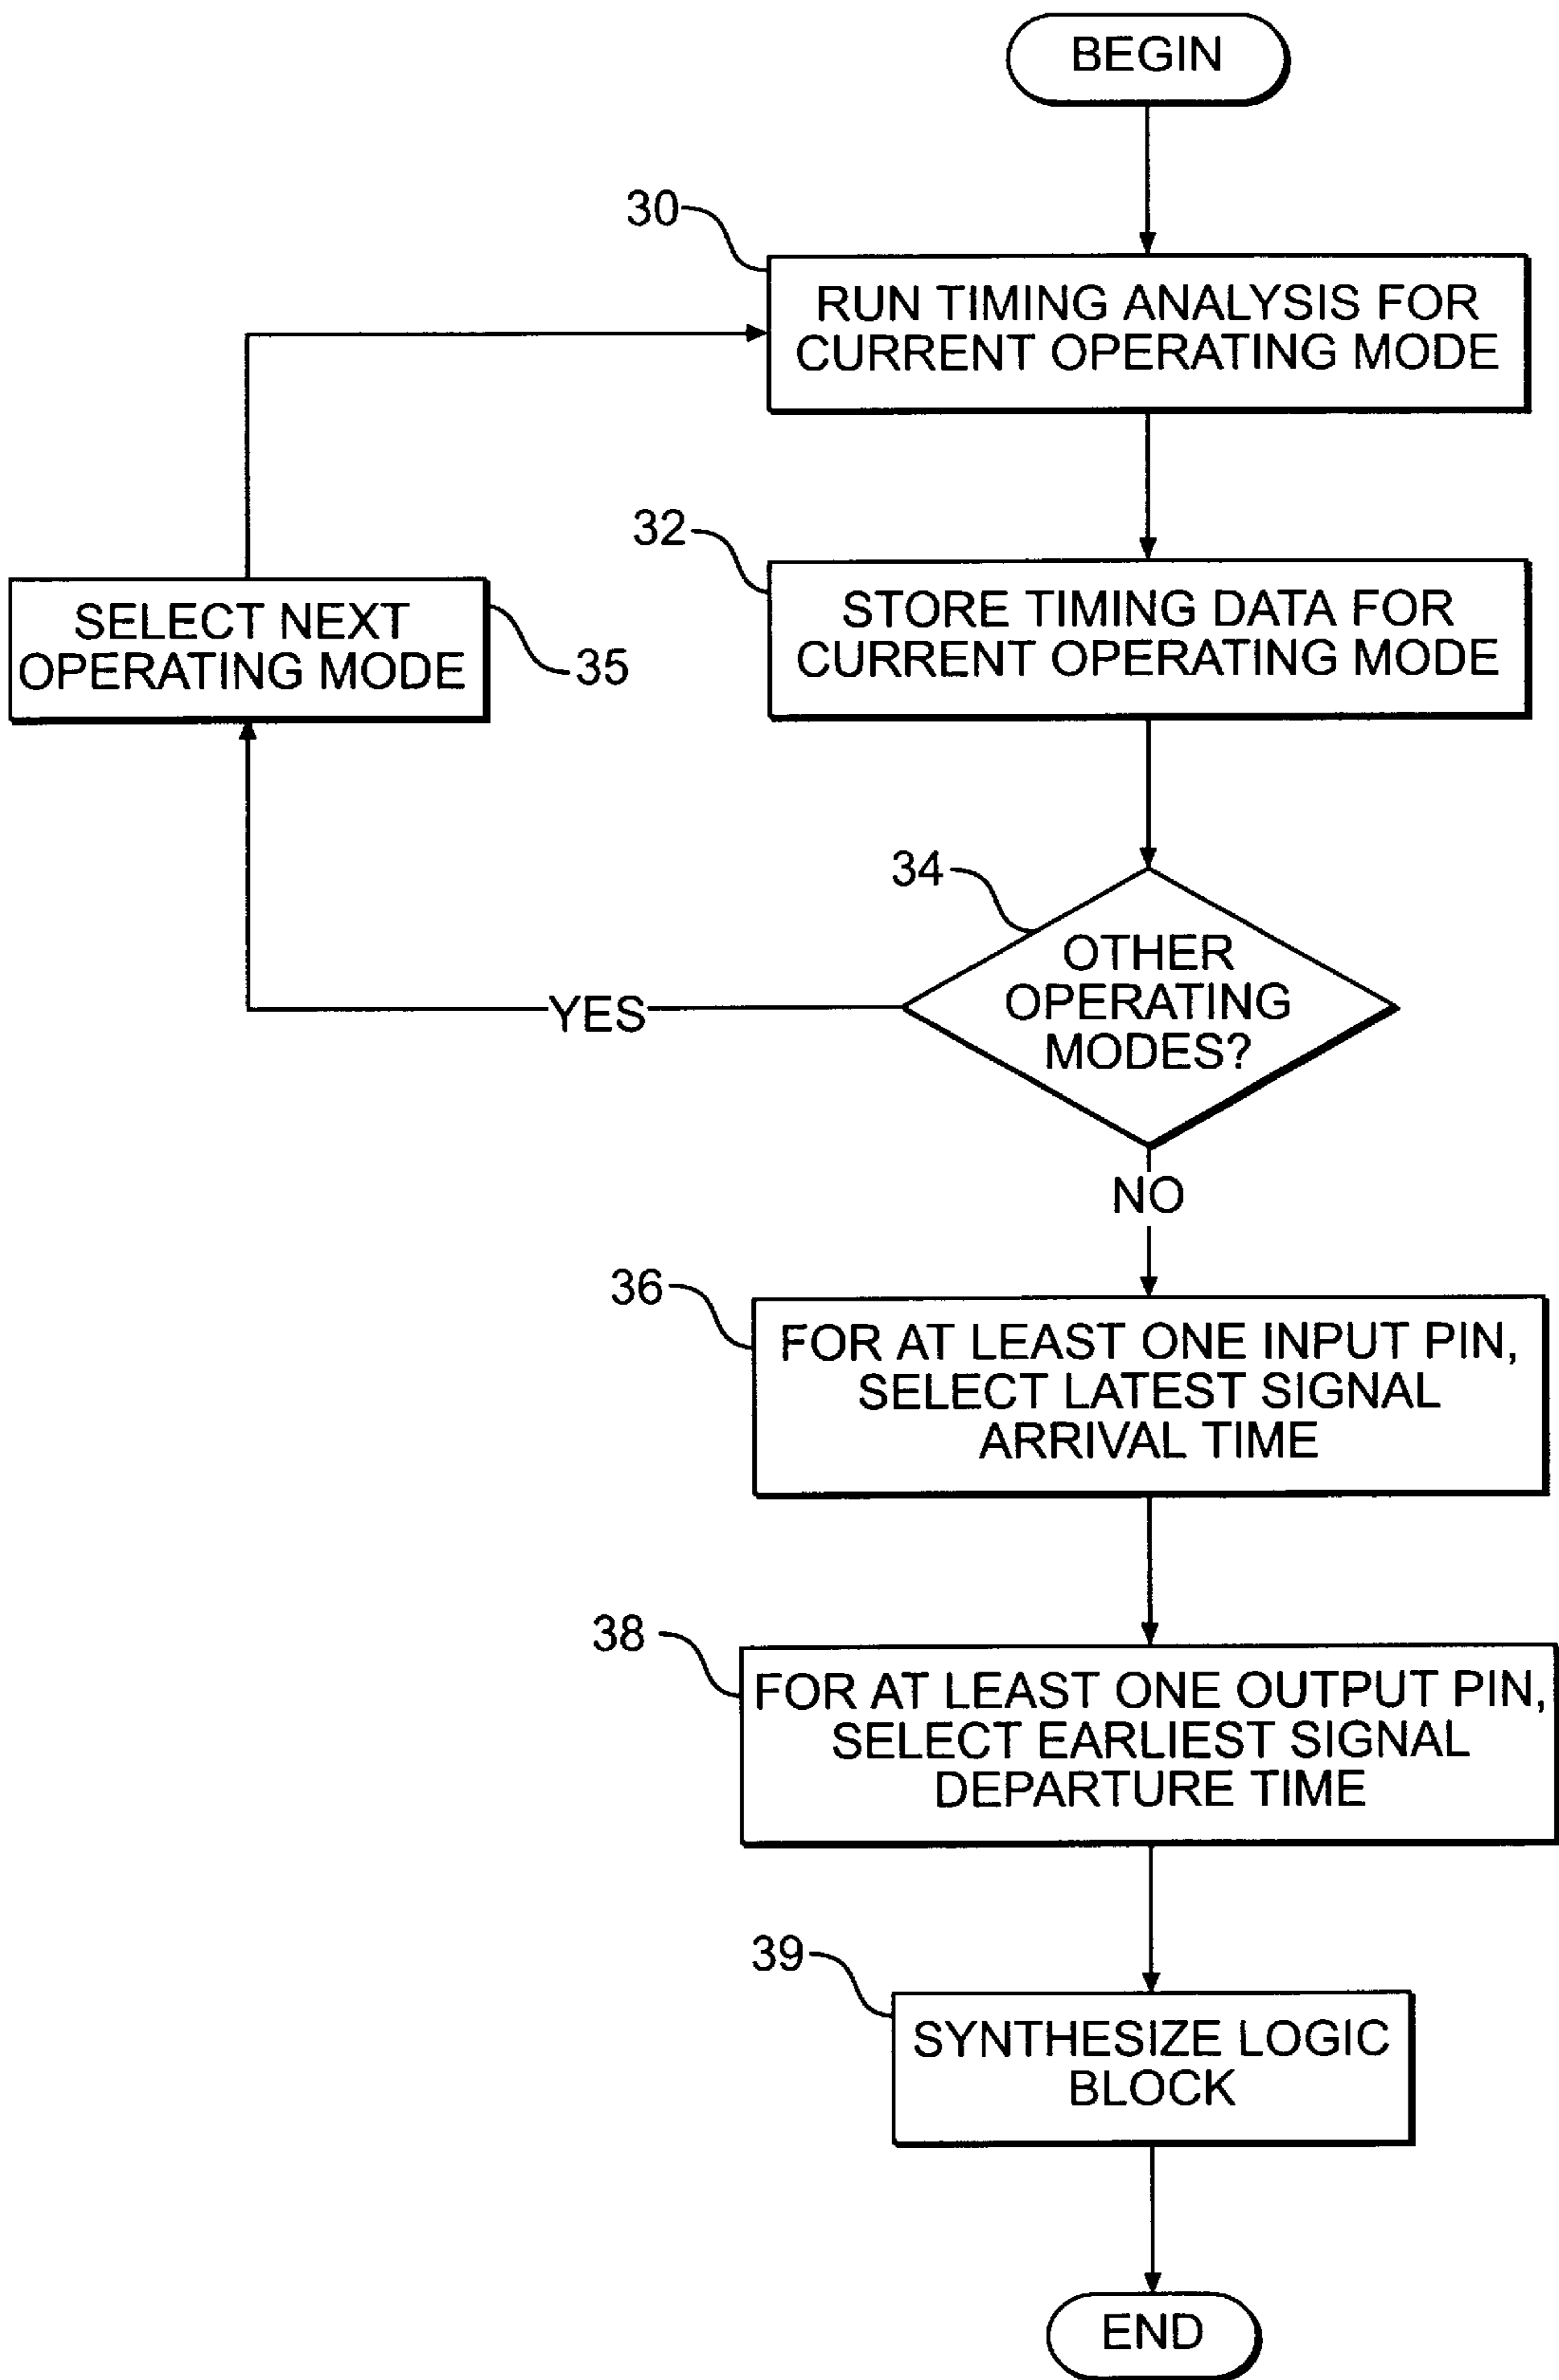 BEGIN
30
RUN TIMING ANALYSIS FOR
CURRENT OPERATING MODE
32
STORE TIMING DATA FOR
CURRENT OPERATING MODE
SELECT NEXT
OPERATING MODE
35
34
OTHER
OPERATING
MODES?
YES
NO
36
FOR AT LEAST ONE INPUT PIN,
SELECT LATEST SIGNAL
ARRIVAL TIME
38
FOR AT LEAST ONE OUTPUT PIN,
SELECT EARLIEST SIGNAL
DEPARTURE TIME
39
SYNTHESIZE LOGIC
BLOCK
END